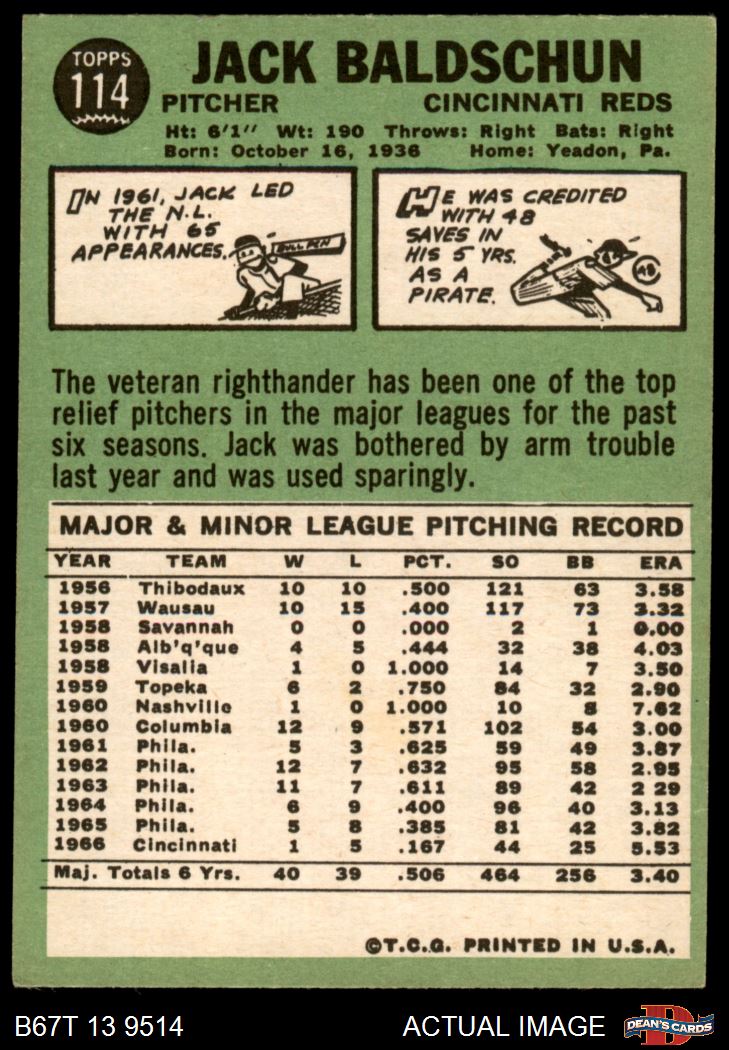 TOPPS
114
JACK BALDSCHUN
PITCHER CINCINNATI REDS
Ht: 6'1" Wt: 190 Throws: Right Bats: Right
Born: October 16, 1936 Home: Yeadon, Pa.
IN 1961, JACK LED
THE N.L.
WITH 65
APPEARANCES.
BULL PEN
HE WAS CREDITED
WITH 48
SAVES IN
HIS 5 YRS.
AS A
PIRATE.
48
The veteran righthander has been one of the top
relief pitchers in the major leagues for the past
six seasons. Jack was bothered by arm trouble
last year and was used sparingly.
MAJOR & MINOR LEAGUE PITCHING RECORD
YEAR TEAM W L PCT. SO BB ERA
1956 Thibodaux 10 10 .500 121 63 3.58
1957 Wausau 10 15 .400 117 73 3.32
1958 Savannah 0 0 .000 2 1 0.00
1958 Alb'q'que 4 5 .444 32 38 4.03
1958 Visalia 1 0 1.000 14 7 3.50
1959 Topeka 6 2 .750 84 32 2.90
1960 Nashville 1 0 1.000 10 8 7.62
1960 Columbia 12 9 .571 102 54 3.00
1961 Phila. 5 3 .625 59 49 3.87
1962 Phila. 12 7 .632 95 58 2.95
1963 Phila. 11 7 .611 89 42 2 29
1964 Phila. 6 9 .400 96 40 3.13
1965 Phila. 5 8 .385 81 42 3.82
1966 Cincinnati 1 5 .167 44 25 5.53
Maj. Totals 6 Yrs. 40 39 .506 464 256 3.40
©T.C.G. PRINTED IN U.S.A.
B67T 13 9514 ACTUAL IMAGE
D
DEAN'S CARDS